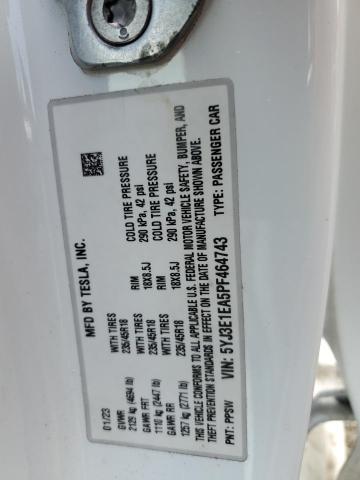 MFD BY TESLA, INC.
01/23
GVWR
2129 kg (4694 lb)
WITH TIRES
235/45R18
RIM
18X8.5J
COLD TIRE PRESSURE
290 kPa, 42 psi
GAWR FRT
1110 kg (2447 lb)
WITH TIRES
235/45R18
RIM
18X8.5J
COLD TIRE PRESSURE
290 kPa, 42 psi
GAWR RR
1257 kg (2771 lb)
WITH TIRES
235/45R18
RIM
18X8.5J
COLD TIRE PRESSURE
290 kPa, 42 psi
THIS VEHICLE CONFORMS TO ALL APPLICABLE U.S. FEDERAL MOTOR VEHICLE SAFETY, BUMPER, AND
THEFT PREVENTION STANDARDS IN EFFECT ON THE DATE OF MANUFACTURE SHOWN ABOVE.
VIN: 5YJ3E1EA5PF464743
TYPE: PASSENGER CAR
PNT: PPSW